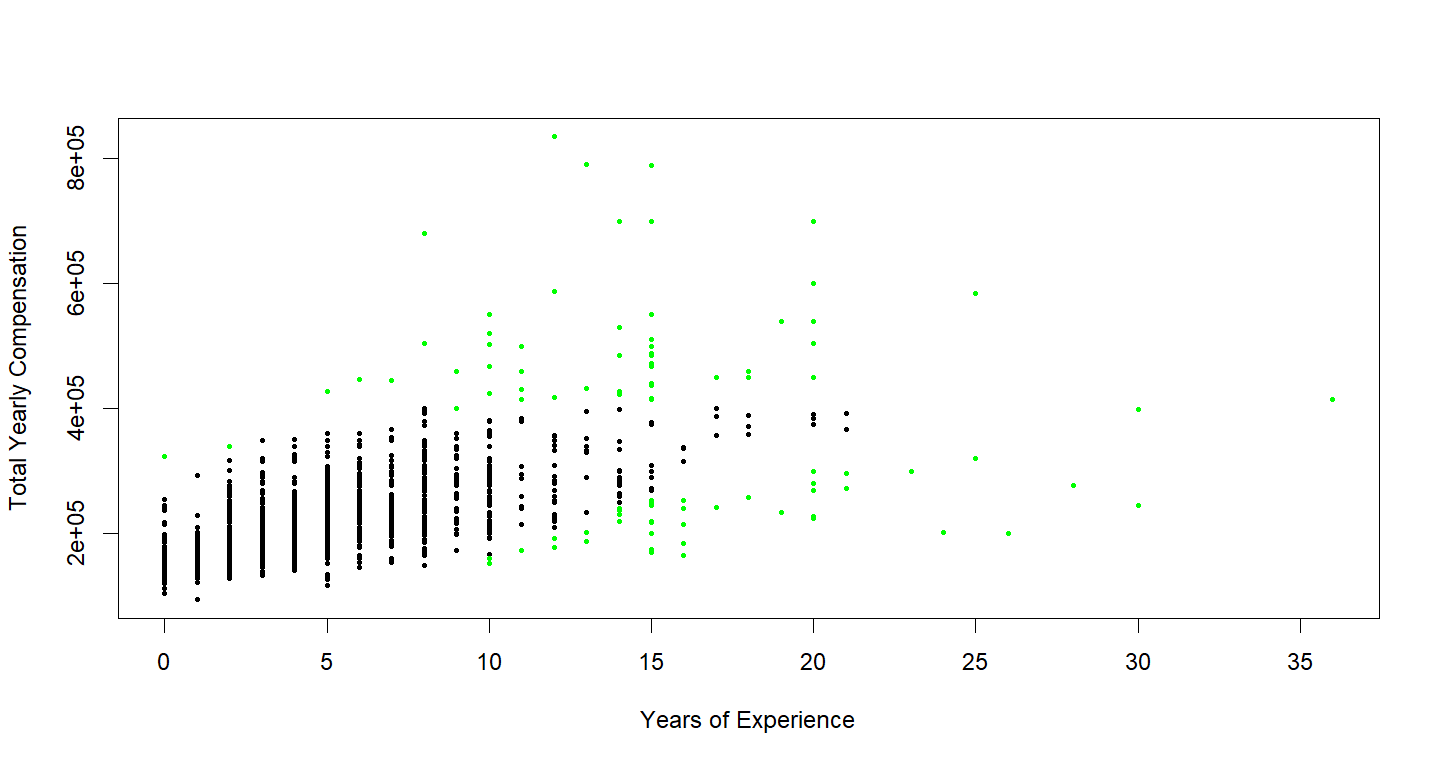 Total Yearly Compensation
8e+05
6e+05
4e+05
2e+05
0 5 10 15 20 25 30 35
Years of Experience